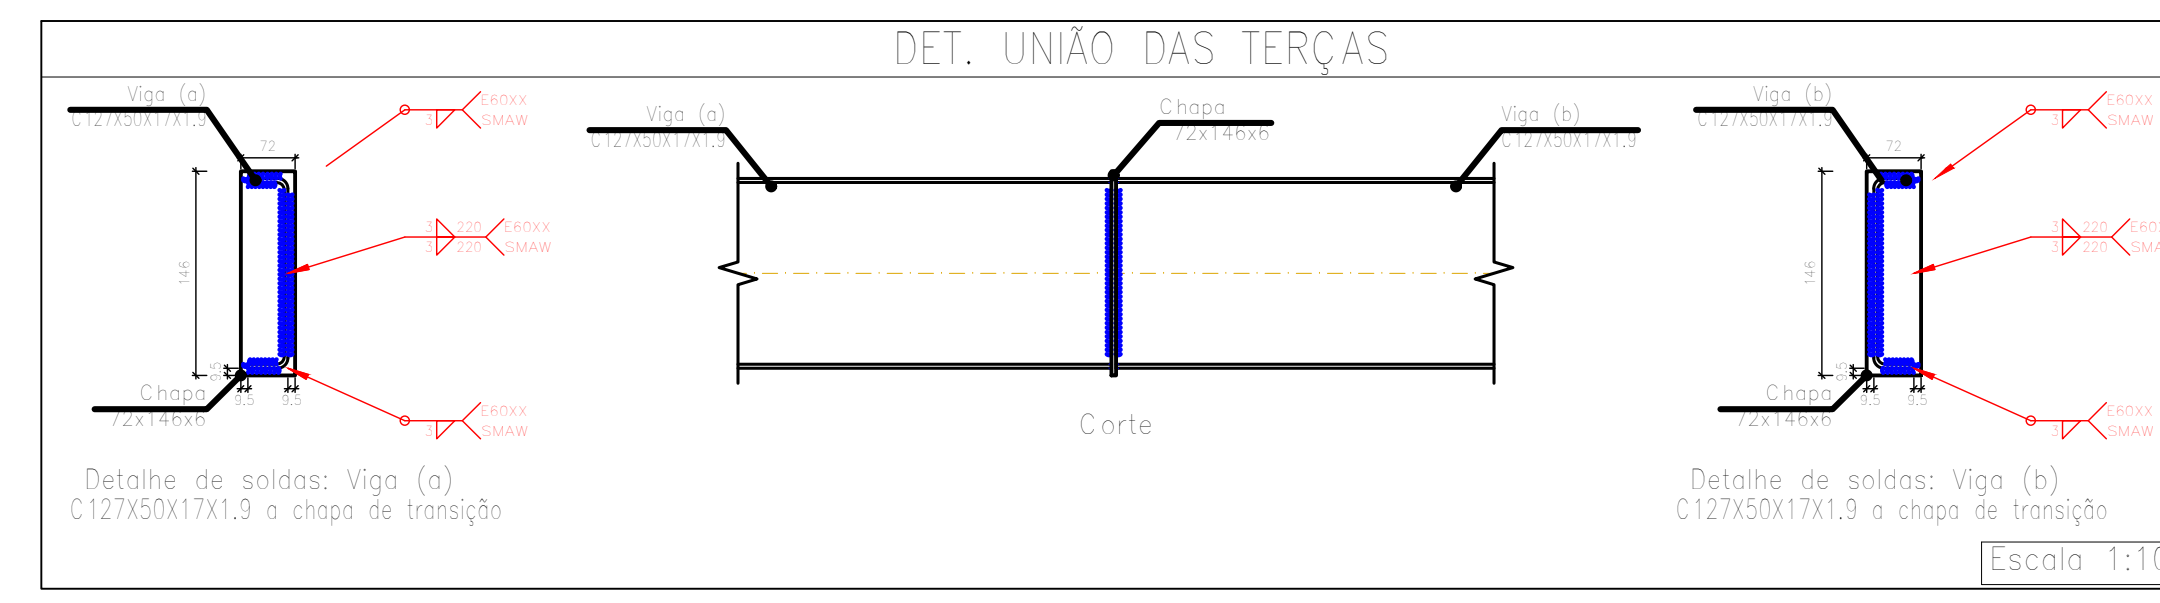 DET. UNIÃO DAS TERÇAS
Viga (a)
C127X50X17X1.9
72
146
9.5
9.5
9.5
Chapa
72x146x6
3
E60XX
SMAW
3
220
E60XX
3
220
SMAW
3
E60XX
SMAW
Detalhe de soldas: Viga (a)
C127X50X17X1.9 a chapa de transição
Viga (a)
C127X50X17X1.9
Chapa
72x146x6
Viga (b)
C127X50X17X1.9
Corte
Viga (b)
C127X50X17X1.9
72
146
9.5
9.5
9.5
Chapa
72x146x6
3
E60XX
SMAW
3
220
3
220
3
E60XX
SMAW
Detalhe de soldas: Viga (b)
C127X50X17X1.9 a chapa de transição
Escala 1:10